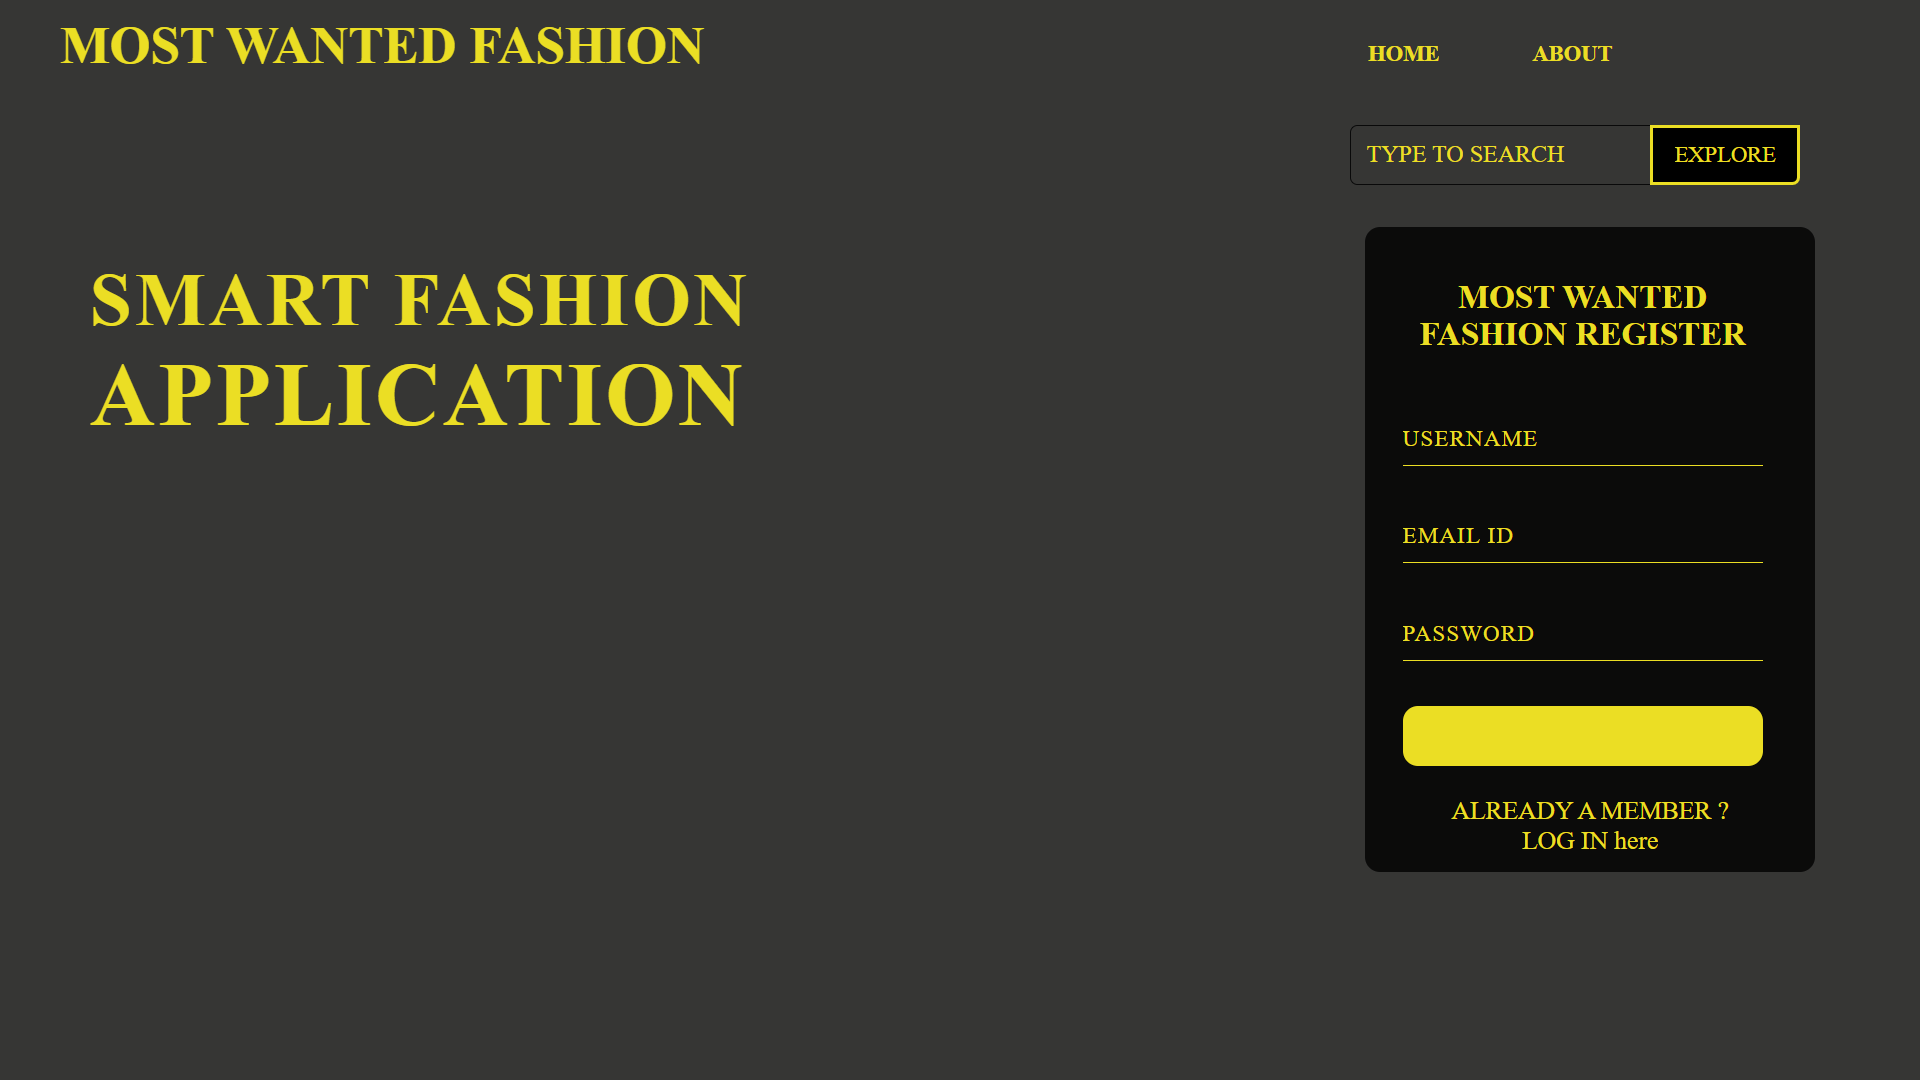 MOST WANTED FASHION
HOME ABOUT
TYPE TO SEARCH EXPLORE
SMART FASHION
APPLICATION
MOST WANTED
FASHION REGISTER
USERNAME
EMAIL ID
PASSWORD
ALREADY A MEMBER ?
LOG IN here